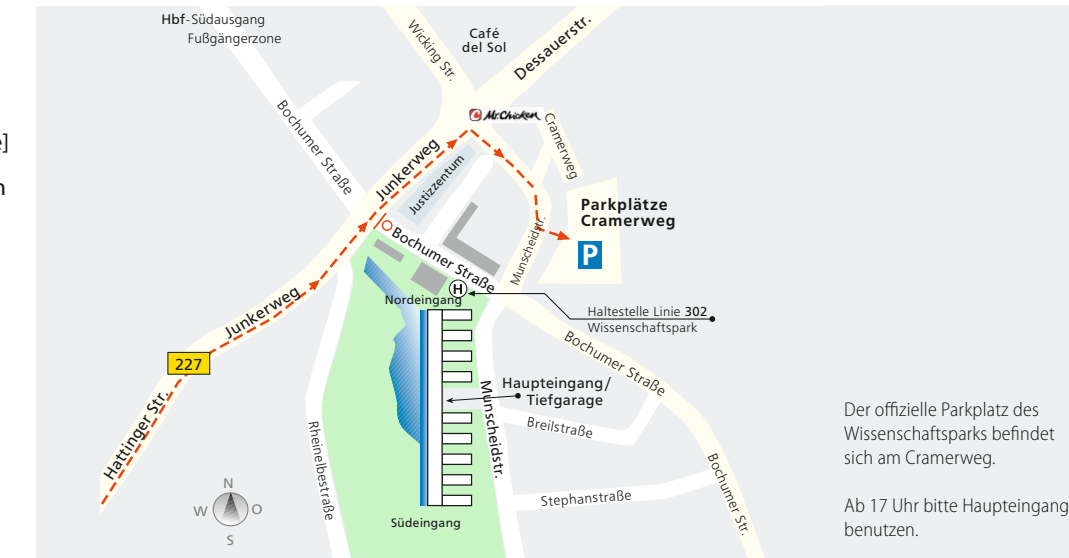 Hbf-Südausgang
Fußgängerzone
Café
del Sol
Wicking Str.
Dessauerstr.
Mr.Chicken
Cramerweg
Bochumer Straße
Junkerweg
Justizzentum
e]
n
Parkplätze
Cramerweg
P
Bochumer Straße
Munscheidstr.
H
Nordeingang
Haltestelle Linie 302
Wissenschaftspark
Junkerweg
227
Bochumer Straße
Haupteingang/
Tiefgarage
Munscheidstr.
Breilstraße
Hattinger Str.
Rheinelbestraße
Bochumer Str.
Stephanstraße
Südeingang
N
W
O
S
Der offizielle Parkplatz des
Wissenschaftsparks befindet
sich am Cramerweg.
Ab 17 Uhr bitte Haupteingang
benutzen.